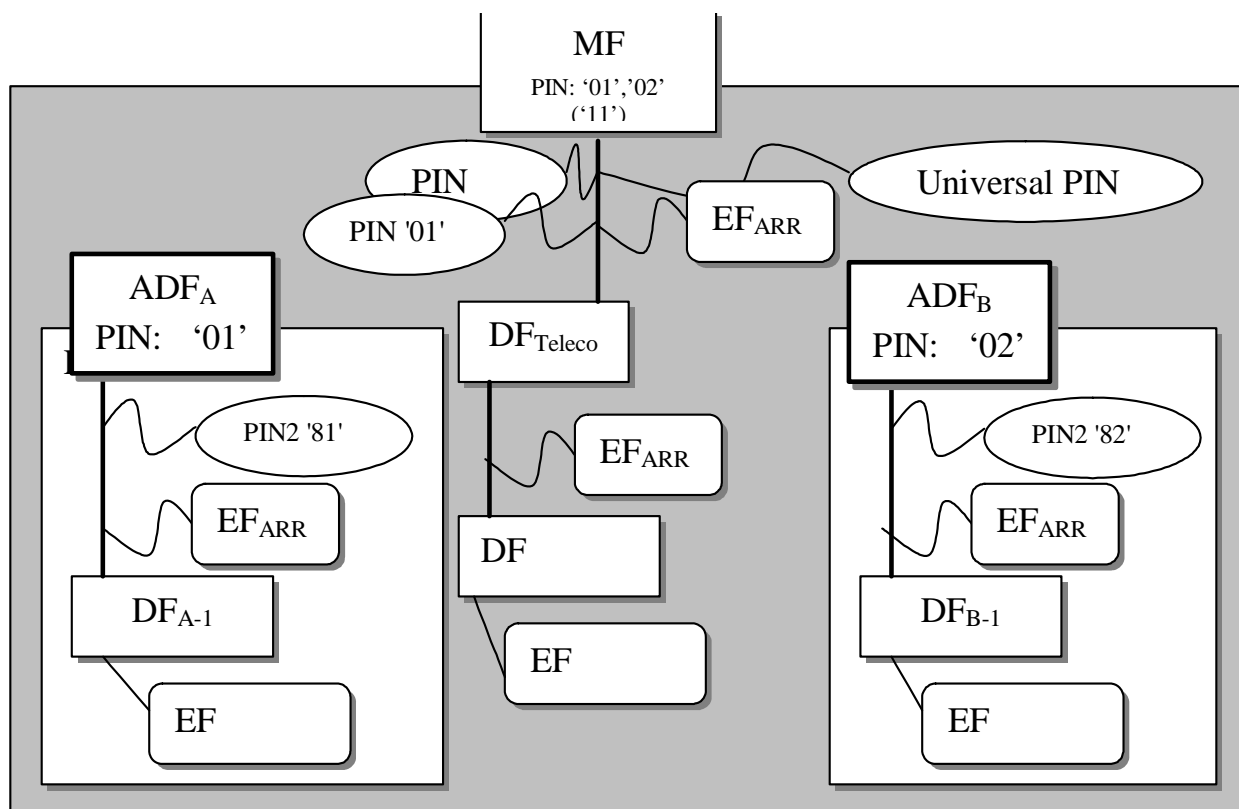 MF
PIN: ‘01’,’02’
(‘11’)
PIN
Universal PIN
PIN '01'
EFARR
ADFA
PIN: ‘01’
DFTeleco
ADFB
PIN: ‘02’
PIN2 '81'
EFARR
PIN2 '82'
EFARR
DF
EFARR
DFA-1
DFB-1
EF
EF
EF